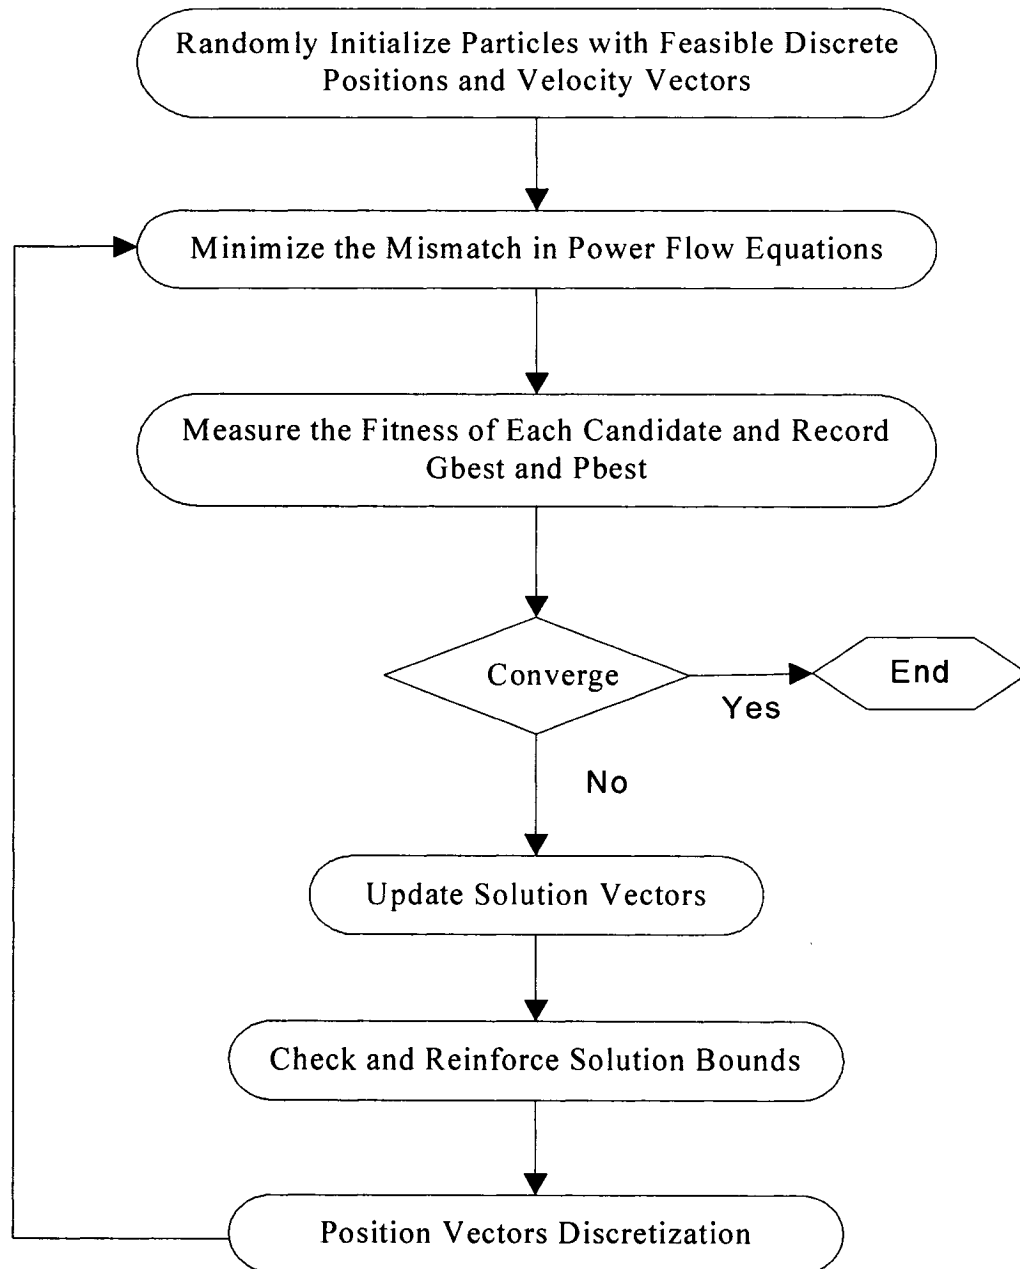 Randomly Initialize Particles with Feasible Discrete
Positions and Velocity Vectors
Minimize the Mismatch in Power Flow Equations
Measure the Fitness of Each Candidate and Record
Gbest and Pbest
Converge
End
Yes
No
Update Solution Vectors
Check and Reinforce Solution Bounds
Position Vectors Discretization